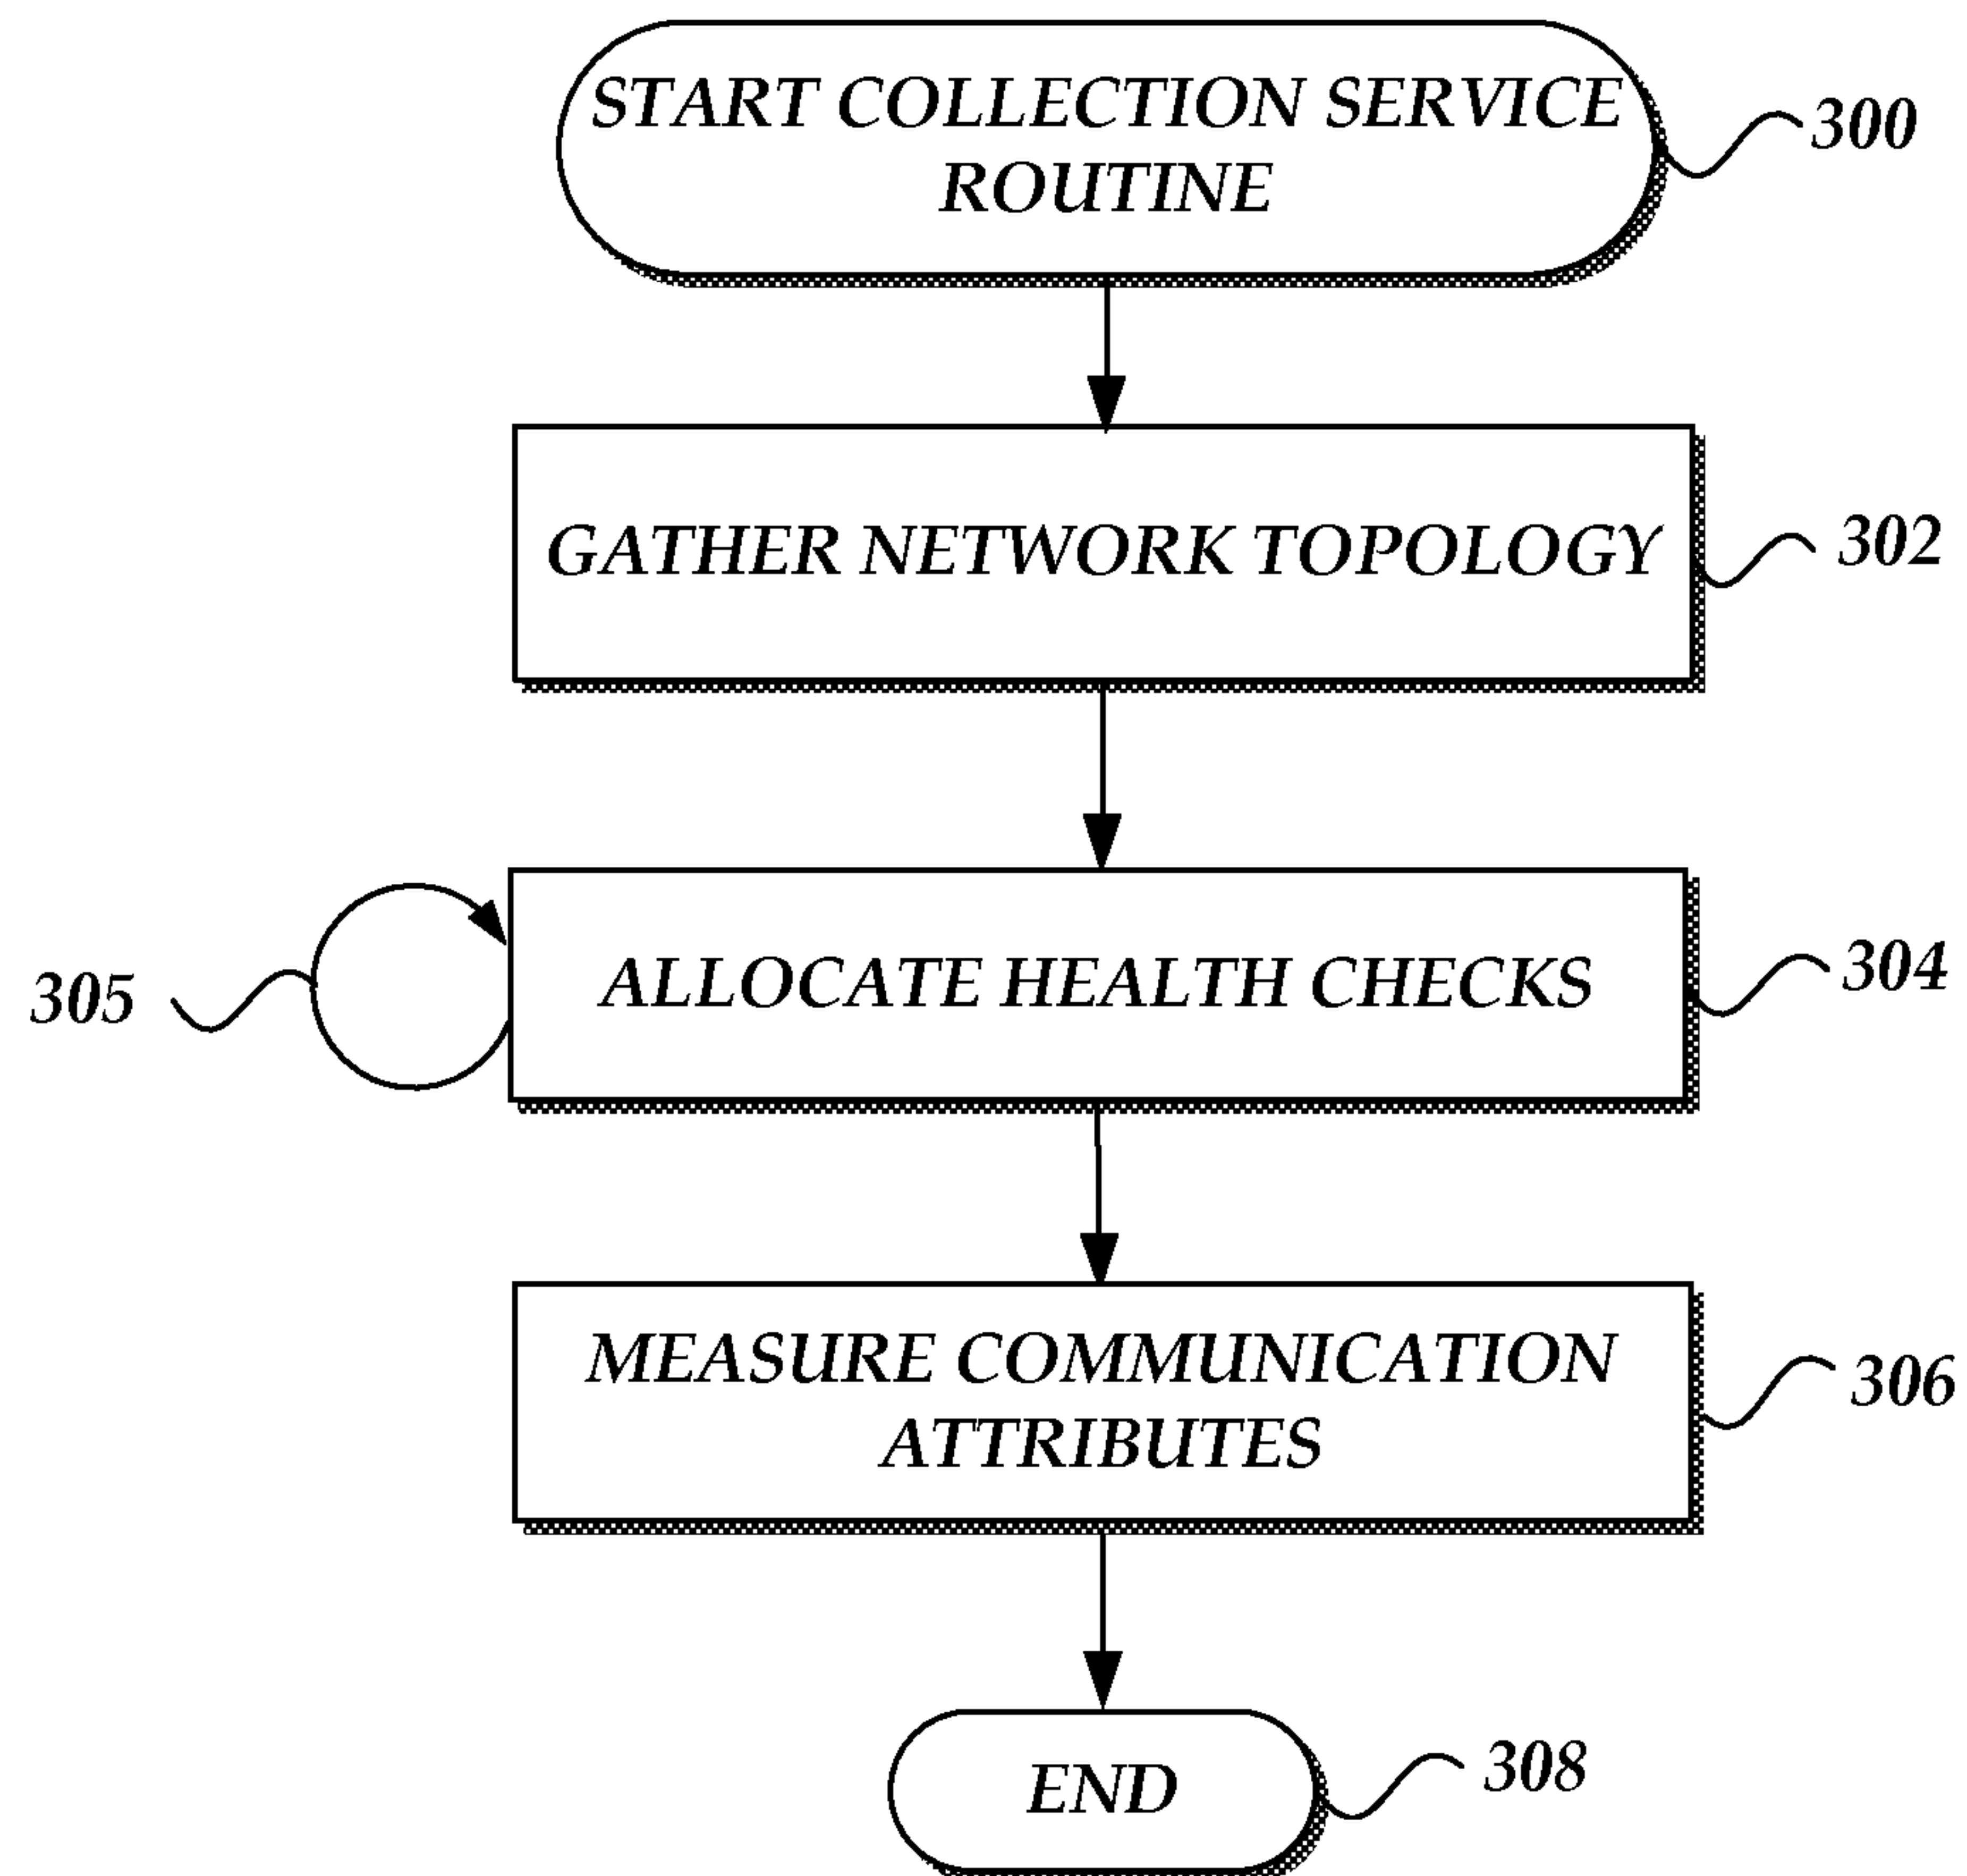 START COLLECTION SERVICE
ROUTINE
300
GATHER NETWORK TOPOLOGY
302
305
ALLOCATE HEALTH CHECKS
304
MEASURE COMMUNICATION
ATTRIBUTES
306
END
308